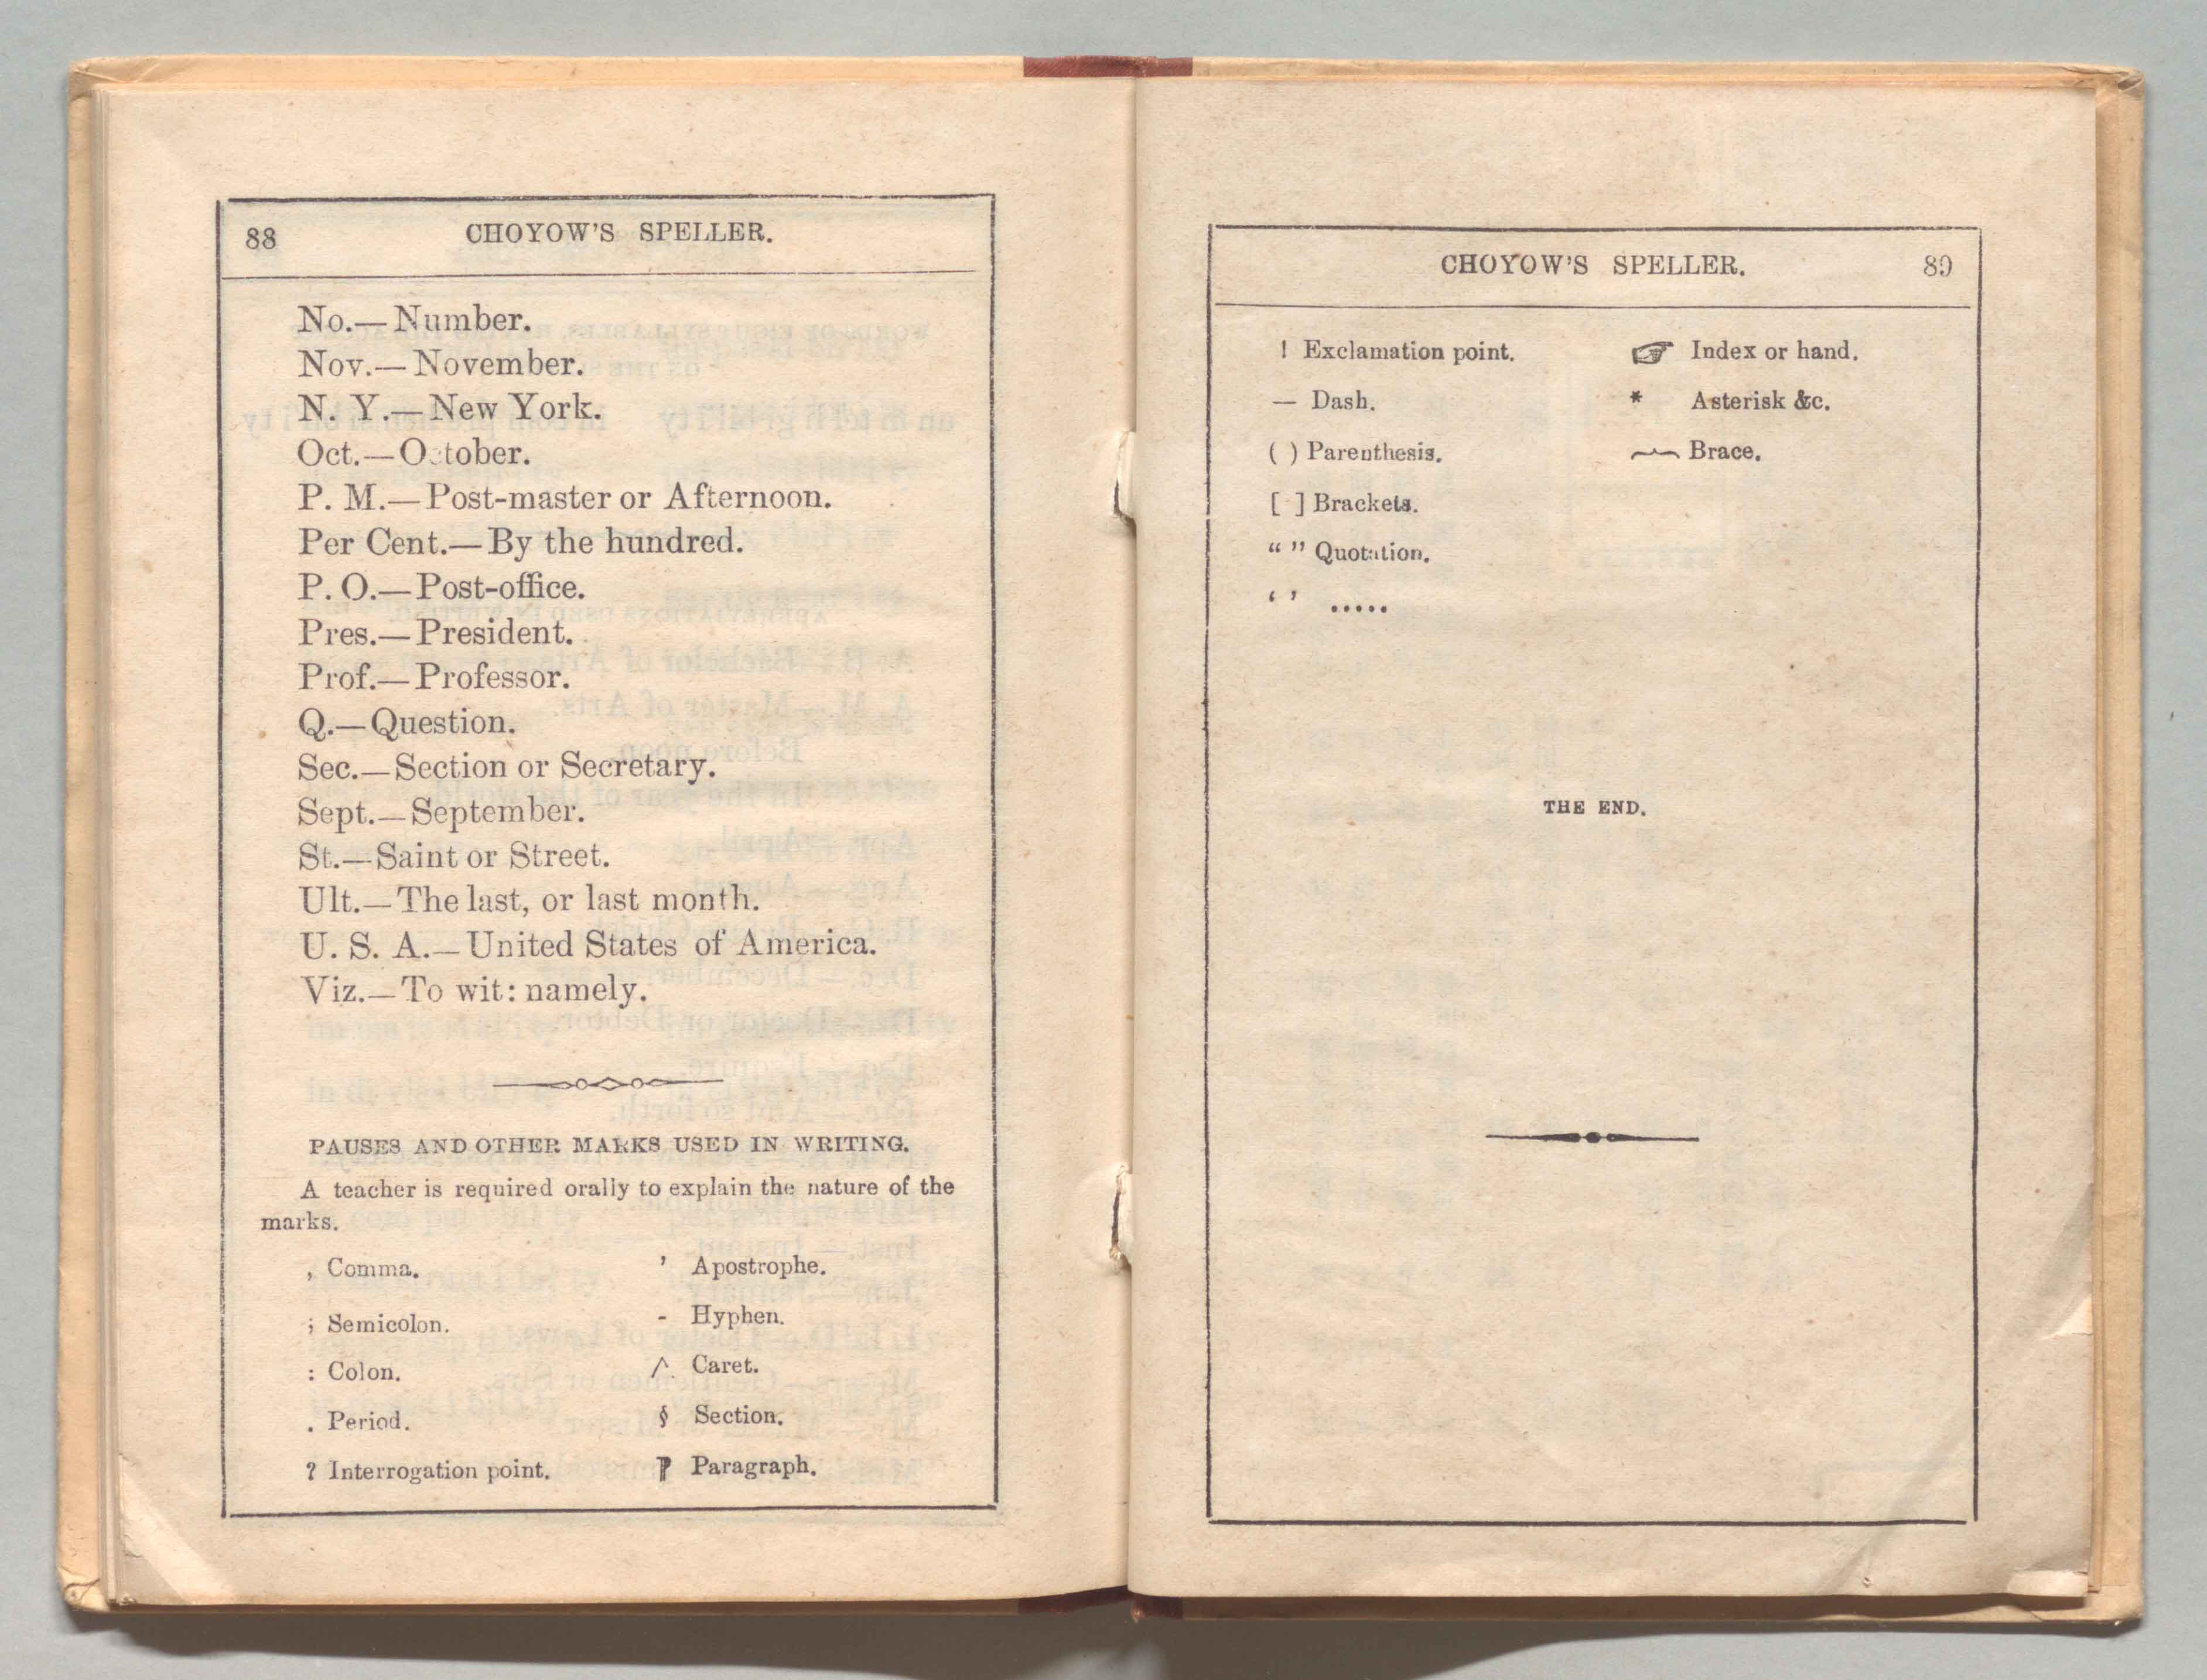 88 CHOYOW'S SPELLER.
No.—Number.
Nov.—November.
N. Y.—New York.
Oct.—October.
P. M.—Post-master or Afternoon.
Per Cent.—By the hundred.
P. O.—Post-office.
Pres.—President.
Prof.—Professor.
Q.—Question.
Sec.—Section or Secretary.
Sept.—September.
St.—Saint or Street.
Ult.—The last, or last month.
U. S. A.—United States of America.
Viz.—To wit: namely.
PAUSES AND OTHER MARKS USED IN WRITING.
A teacher is required orally to explain the nature of the
marks.
, Comma. ’ Apostrophe.
; Semicolon. - Hyphen.
: Colon. ^ Caret.
. Period. § Section.
? Interrogation point. ¶ Paragraph.
CHOYOW'S SPELLER. 89
! Exclamation point. ☞ Index or hand.
— Dash. * Asterisk &c.
( ) Parenthesis. ⏞ Brace.
[ ] Brackets.
“ ” Quotation.
‘ ’ .....
THE END.